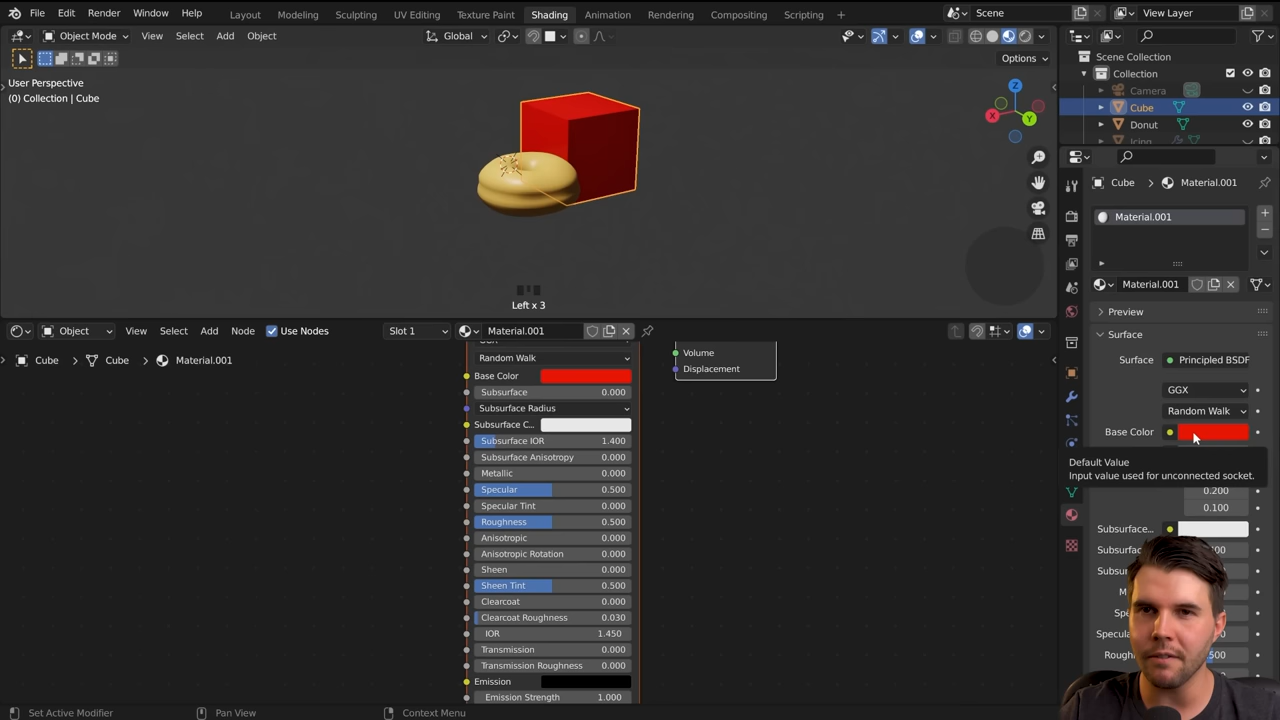 File Edit Render Window Help Layout Modeling Sculpting UV Editing Texture Paint Shading Animation Rendering Compositing Scripting + Scene View Layer
Object Mode View Select Add Object Global
Options
User Perspective
(0) Collection | Cube
X Y Z
Left x 3
Scene Collection
Collection
Camera
Cube
Donut
Icing
Cube > Material.001
Material.001
Material.001
Preview
Surface
Surface Principled BSDF
GGX
Random Walk
Base Color
Default Value
Input value used for unconnected socket.
0.200
0.100
Subsurface...
Object View Select Add Node Use Nodes Slot 1 Material.001
Cube > Cube > Material.001
Random Walk
Base Color
Subsurface 0.000
Subsurface Radius
Subsurface C...
Subsurface IOR 1.400
Subsurface Anisotropy 0.000
Metallic 0.000
Specular 0.500
Specular Tint 0.000
Roughness 0.500
Anisotropic 0.000
Anisotropic Rotation 0.000
Sheen 0.000
Sheen Tint 0.500
Clearcoat 0.000
Clearcoat Roughness 0.030
IOR 1.450
Transmission 0.000
Transmission Roughness 0.000
Emission
Emission Strength 1.000
Volume
Displacement
Set Active Modifier Pan View Context Menu